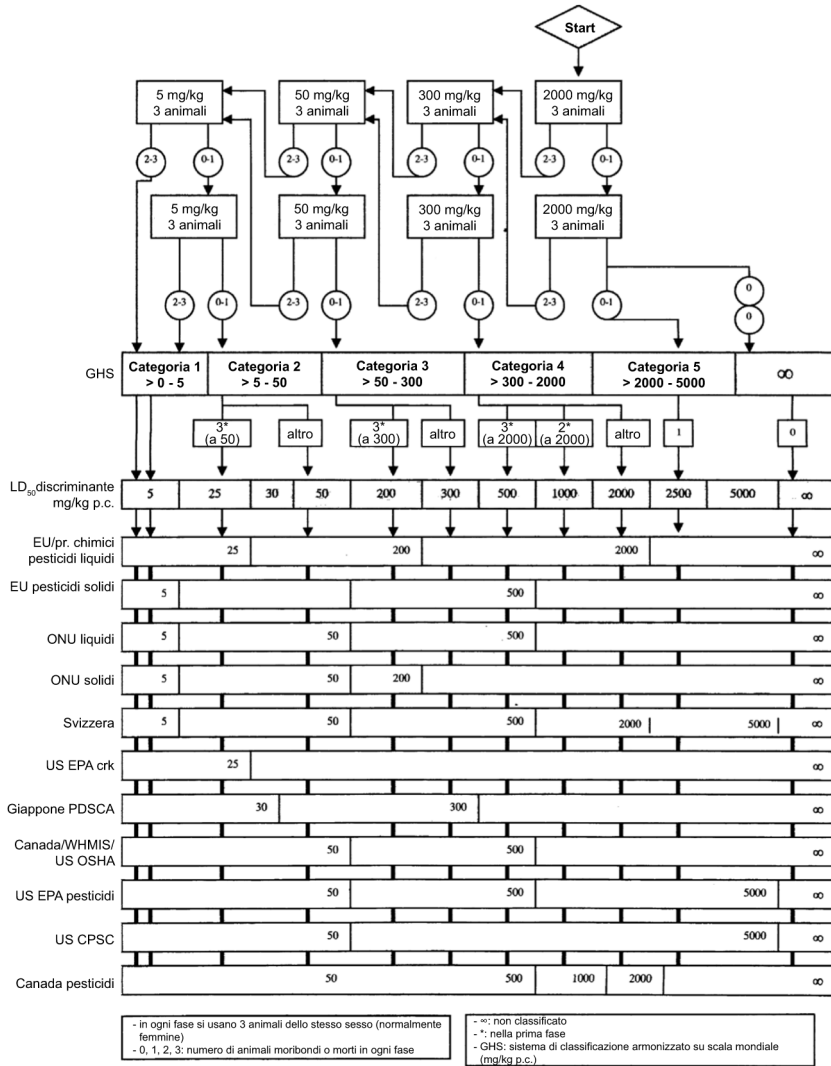 Start
5 mg/kg
3 animali
50 mg/kg
3 animali
300 mg/kg
3 animali
2000 mg/kg
3 animali
2-3
0-1
2-3
0-1
2-3
0-1
2-3
0-1
5 mg/kg
3 animali
50 mg/kg
3 animali
300 mg/kg
3 animali
2000 mg/kg
3 animali
2-3
0-1
2-3
0-1
2-3
0-1
2-3
0-1
0
0
GHS
Categoria 1
> 0 - 5
Categoria 2
> 5 - 50
Categoria 3
> 50 - 300
Categoria 4
> 300 - 2000
Categoria 5
> 2000 - 5000
∞
3*
(a 50)
altro
3*
(a 300)
altro
3*
(a 2000)
2*
(a 2000)
altro
1
0
LD50discriminante
mg/kg p.c.
5 25 30 50 200 300 500 1000 2000 2500 5000 ∞
EU/pr. chimici
pesticidi liquidi
25 200 2000 ∞
EU pesticidi solidi
5 500 ∞
ONU liquidi
5 50 500 ∞
ONU solidi
5 50 200 ∞
Svizzera
5 50 500 2000 5000 ∞
US EPA crk
25 ∞
Giappone PDSCA
30 300 ∞
Canada/WHMIS/
US OSHA
50 500 ∞
US EPA pesticidi
50 500 5000 ∞
US CPSC
50 5000 ∞
Canada pesticidi
50 500 1000 2000 ∞
- in ogni fase si usano 3 animali dello stesso sesso (normalmente
femmine)
- 0, 1, 2, 3: numero di animali moribondi o morti in ogni fase
- ∞: non classificato
- *: nella prima fase
- GHS: sistema di classificazione armonizzato su scala mondiale
(mg/kg p.c.)